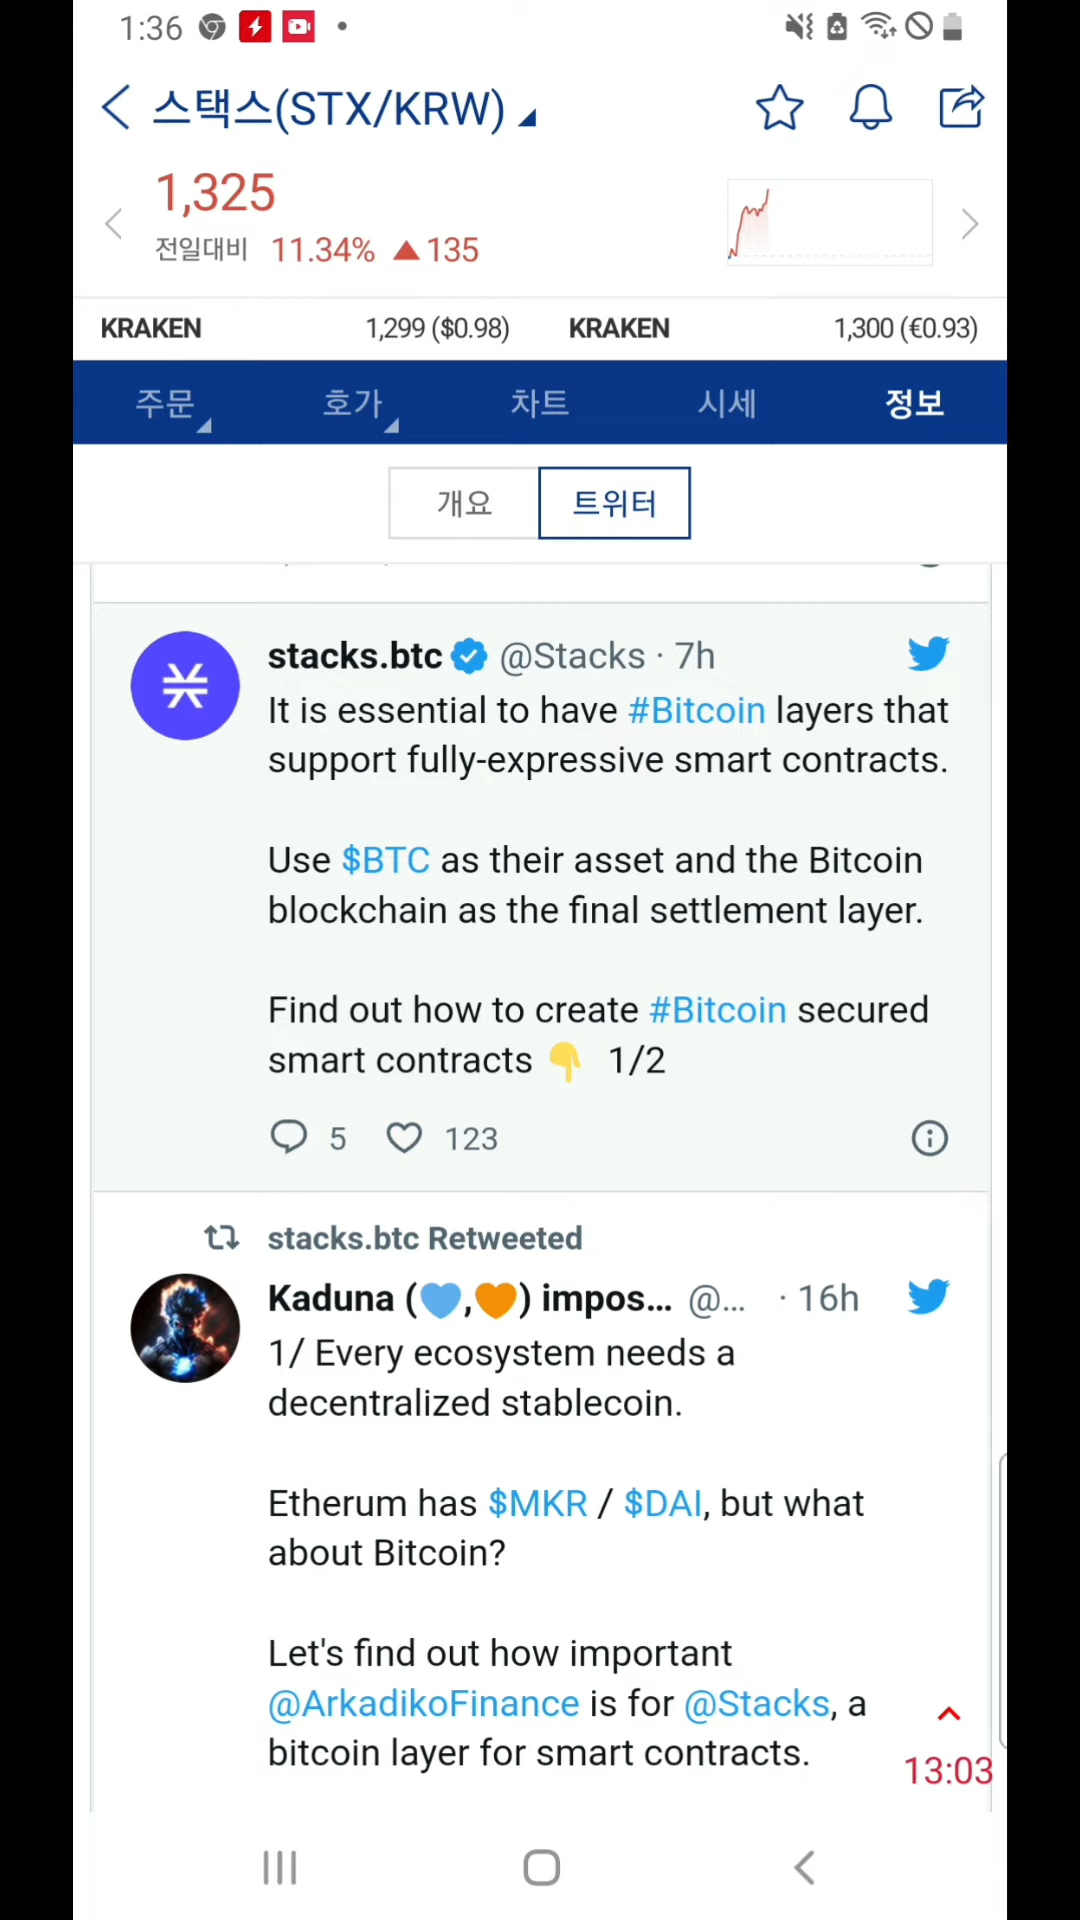 1:36
스택스(STX/KRW)
1,325
전일대비 11.34% ▲135
KRAKEN 1,299 ($0.98) KRAKEN 1,300 (€0.93)
주문 호가 차트 시세 정보
개요 트위터
stacks.btc @Stacks · 7h
It is essential to have #Bitcoin layers that
support fully-expressive smart contracts.
Use $BTC as their asset and the Bitcoin
blockchain as the final settlement layer.
Find out how to create #Bitcoin secured
smart contracts 👇 1/2
5 123
stacks.btc Retweeted
Kaduna (💙,🧡) impos... @... · 16h
1/ Every ecosystem needs a
decentralized stablecoin.
Etherum has $MKR / $DAI, but what
about Bitcoin?
Let's find out how important
@ArkadikoFinance is for @Stacks, a
bitcoin layer for smart contracts.
13:03